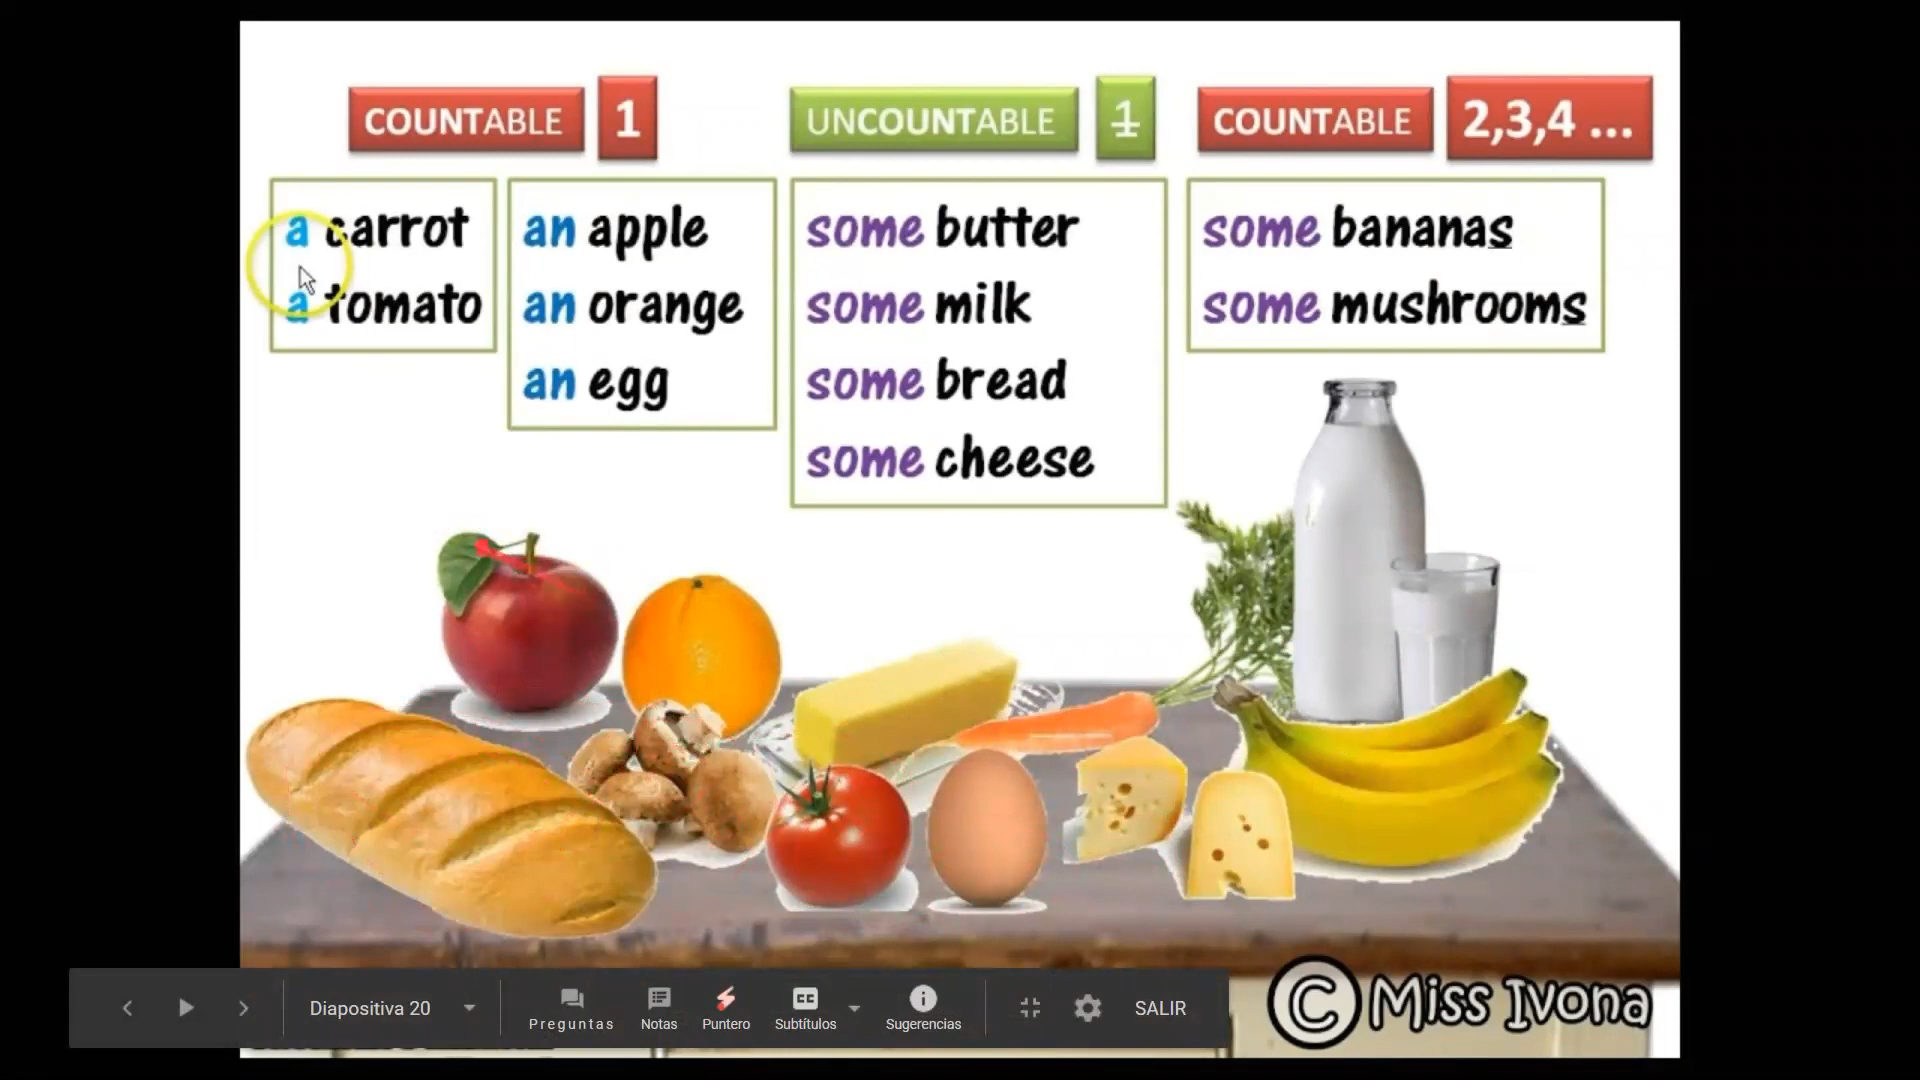 COUNTABLE 1
UNCOUNTABLE 1
COUNTABLE 2,3,4 ...
a carrot
a tomato
an apple
an orange
an egg
some butter
some milk
some bread
some cheese
some bananas
some mushrooms
© Miss Ivona
Diapositiva 20
Preguntas
Notas
Puntero
CC
Subtítulos
Sugerencias
SALIR